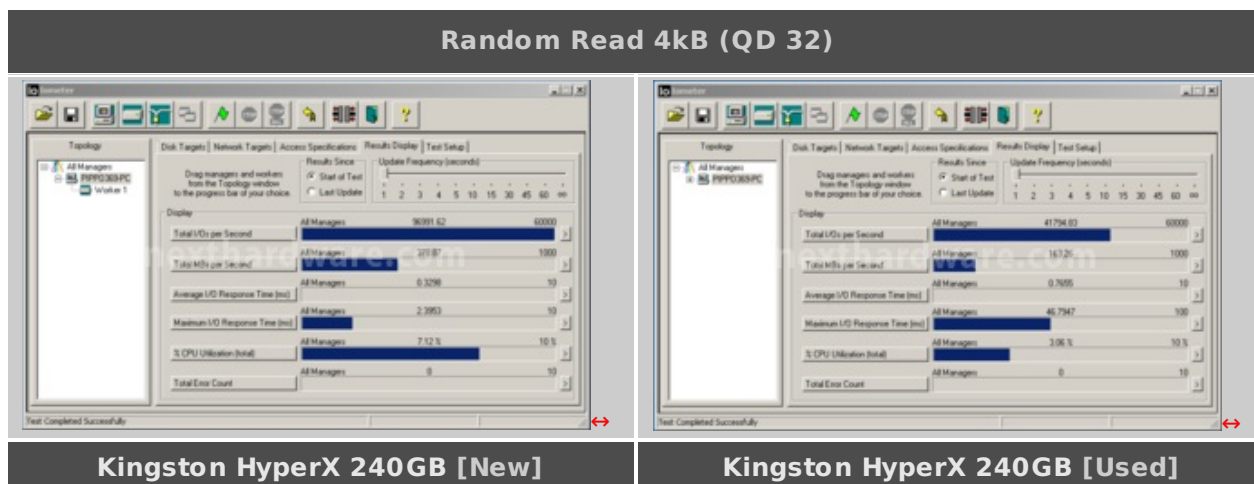 Random Read 4kB (QD 32)
Iometer
Topology
All Managers
PIPPO369-PC
Worker 1
Disk Targets | Network Targets | Access Specifications | Results Display | Test Setup
Drag managers and workers
from the Topology window
to the progress bar of your choice.
Results Since
Start of Test
Last Update
Update Frequency (seconds)
1 2 3 4 5 10 15 30 45 60 ∞
Display
All Managers 96991.62 60000
Total I/Os per Second
All Managers 1000
Total MBs per Second
All Managers 0.3298 10
Average I/O Response Time (ms)
All Managers 2.3953 10
Maximum I/O Response Time (ms)
All Managers 7.12 % 10 %
% CPU Utilization (total)
All Managers 0 10
Total Error Count
Test Completed Successfully
nexthardware.com
Kingston HyperX 240GB [New]
Iometer
Topology
All Managers
PIPPO369-PC
Disk Targets | Network Targets | Access Specifications | Results Display | Test Setup
Drag managers and workers
from the Topology window
to the progress bar of your choice.
Results Since
Start of Test
Last Update
Update Frequency (seconds)
1 2 3 4 5 10 15 30 45 60 ∞
Display
All Managers 41794.83 60000
Total I/Os per Second
All Managers 163.26 1000
Total MBs per Second
All Managers 0.7655 10
Average I/O Response Time (ms)
All Managers 46.7947 100
Maximum I/O Response Time (ms)
All Managers 3.06 % 10 %
% CPU Utilization (total)
All Managers 0 10
Total Error Count
Test Completed Successfully
nexthardware.com
Kingston HyperX 240GB [Used]